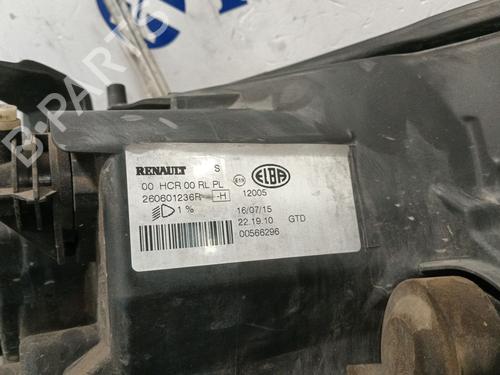 RENAULT S
00 HCR 00 RL PL E19 ELBA
260601236R -H 12005
1 % 16/07/15
22.19.10 GTD
00566296
B-PARTS